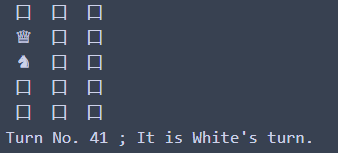 口 口 口
♛ 口 口
♞ 口 口
口 口 口
口 口 口
Turn No. 41 ; It is White's turn.